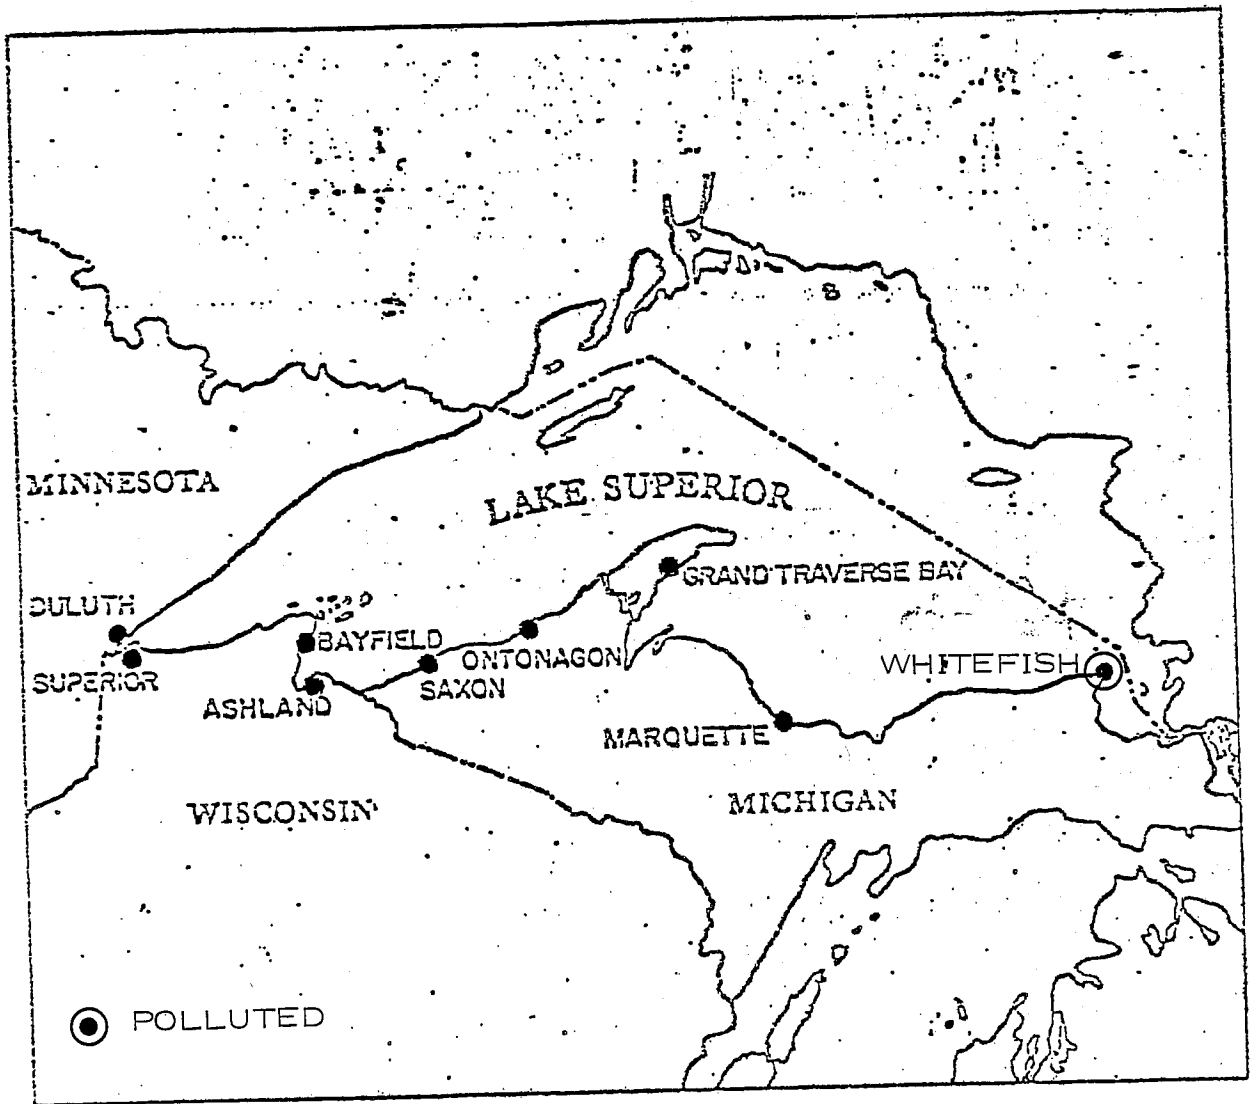 MINNESOTA
LAKE SUPERIOR
GRAND TRAVERSE BAY
DULUTH
BAYFIELD
ONTONAGON
WHITEFISH
SUPERIOR
SAXON
ASHLAND
MARQUETTE
WISCONSIN
MICHIGAN
POLLUTED